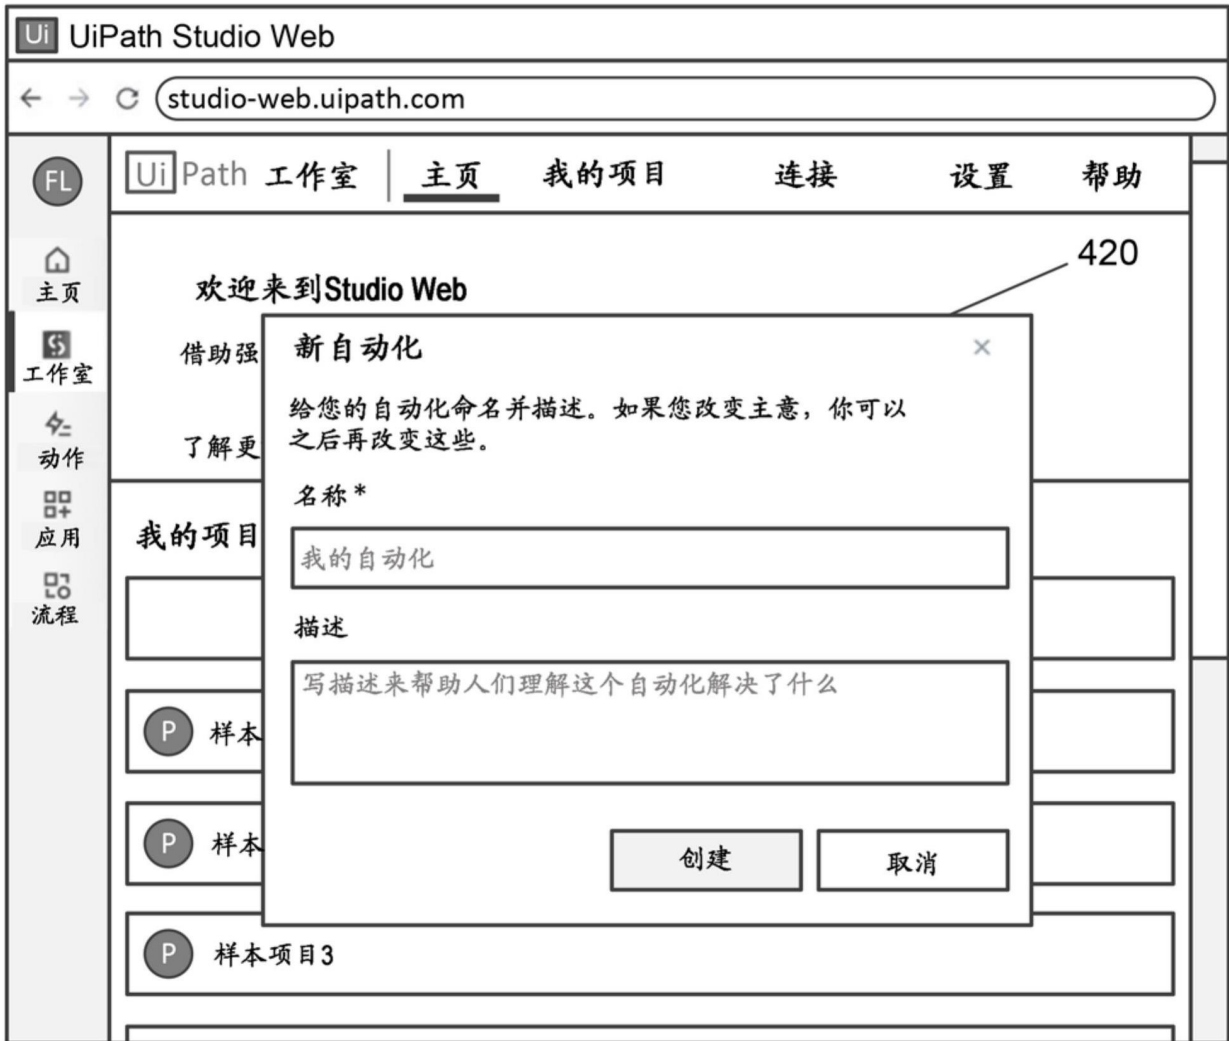 Ui UiPath Studio Web
studio-web.uipath.com
FL
主页
工作室
动作
应用
流程
UiPath 工作室 主页 我的项目 连接 设置 帮助
420
欢迎来到Studio Web
借助强
了解更
我的项目
新自动化 ×
给您的自动化命名并描述。如果您改变主意，你可以
之后再改变这些。
名称*
我的自动化
描述
写描述来帮助人们理解这个自动化解决了什么
创建 取消
P 样本
P 样本
P 样本项目3